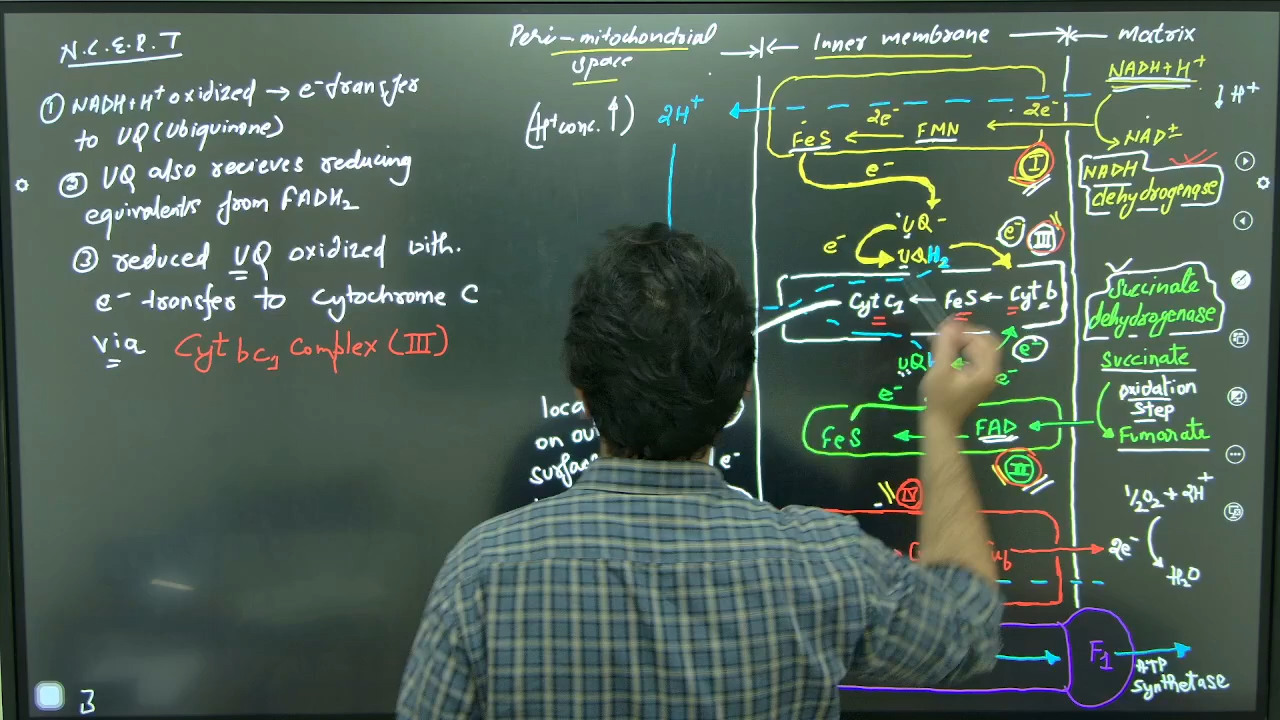 N.C.E.R.T
① NADH+H⁺ oxidized → e⁻ transfer
to UQ (Ubiquinone)
② UQ also recieves reducing
equivalents from FADH₂
③ reduced UQ oxidized with.
e⁻ transfer to Cytochrome C
via Cyt bc₁ Complex (III)
3
Peri-mitochondrial
space
Inner membrane
matrix
(H⁺ conc. ↑)
2H⁺
FeS ← FMN
2e⁻
2e⁻
I
NADH+H⁺
↓ H⁺
NAD⁺
NADH
dehydrogenase
e⁻
UQ⁻
e⁻
UQH₂
e⁻
III
Cyt c₁ ← FeS ← Cyt b
Succinate
dehydrogenase
UQ
e⁻
e⁻
e⁻
Succinate
oxidation
step
Fumarate
FeS ← FAD
II
on
e⁻
IV
½O₂ + 2H⁺
2e⁻
H₂O
F₁
ATP
Synthetase